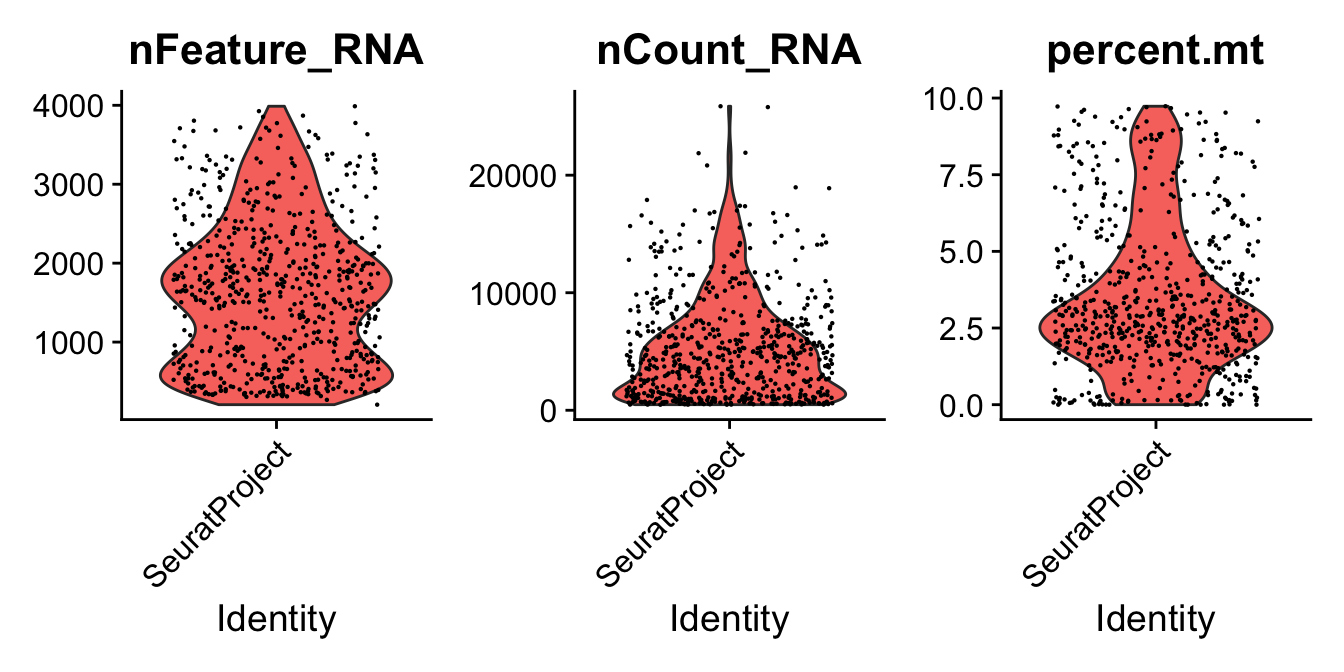 nFeature_RNA
4000
3000
2000
1000
SeuratProject
Identity
nCount_RNA
20000
10000
0
SeuratProject
Identity
percent.mt
10.0
7.5
5.0
2.5
0.0
SeuratProject
Identity